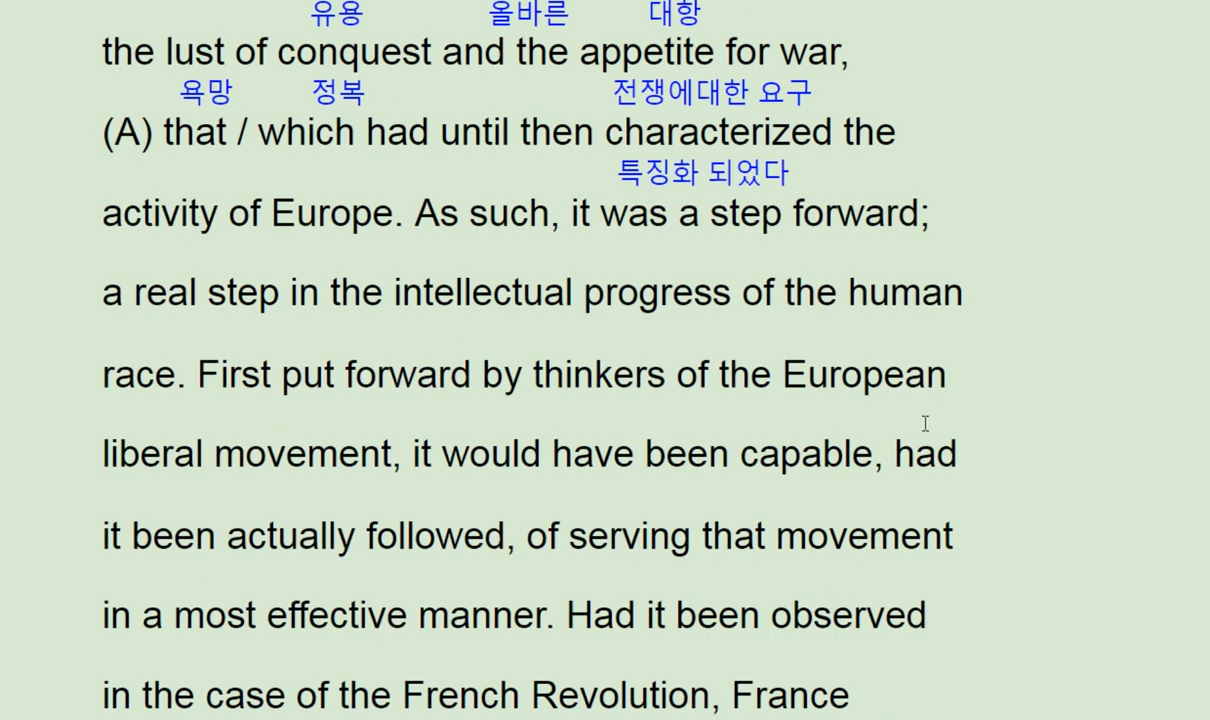 유용 올바른 대항
the lust of conquest and the appetite for war,
욕망 정복 전쟁에대한 요구
(A) that / which had until then characterized the
특징화 되었다
activity of Europe. As such, it was a step forward;
a real step in the intellectual progress of the human
race. First put forward by thinkers of the European
liberal movement, it would have been capable, had
it been actually followed, of serving that movement
in a most effective manner. Had it been observed
in the case of the French Revolution, France